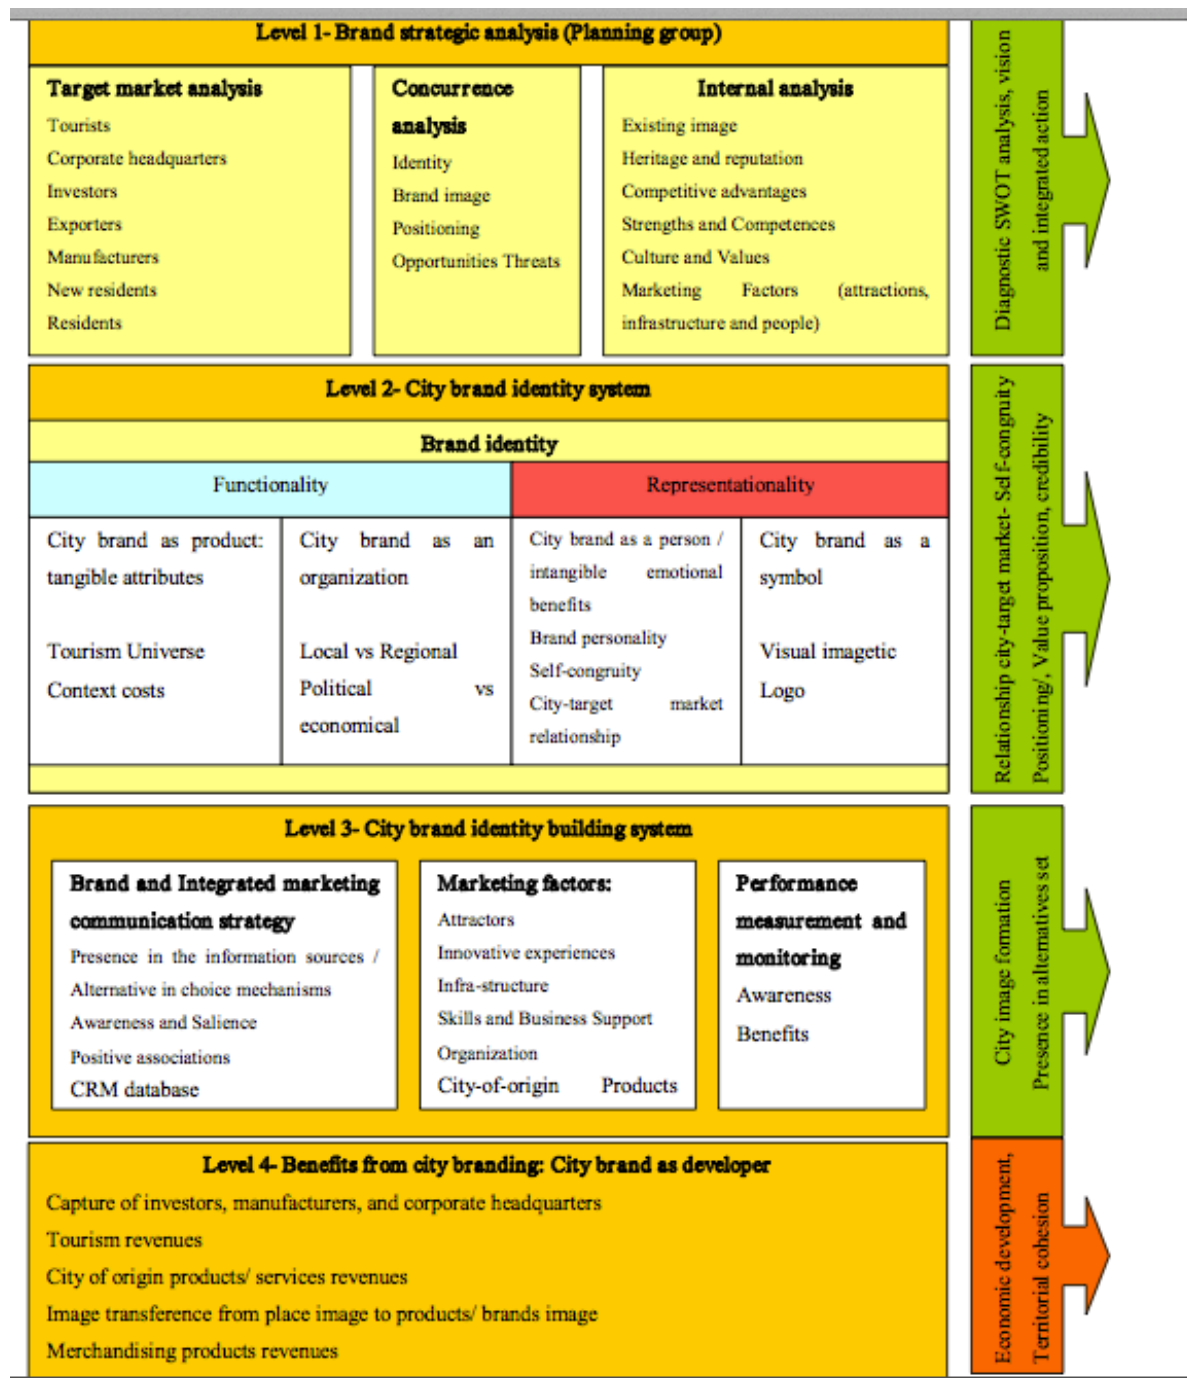 Level 1- Brand strategic analysis (Planning group)
Target market analysis
Tourists
Corporate headquarters
Investors
Exporters
Manufacturers
New residents
Residents
Concurrence
analysis
Identity
Brand image
Positioning
Opportunities Threats
Internal analysis
Existing image
Heritage and reputation
Competitive advantages
Strengths and Competences
Culture and Values
Marketing Factors (attractions,
infrastructure and people)
Diagnostic SWOT analysis, vision
and integrated action
Level 2- City brand identity system
Brand identity
Functionality
Representationality
City brand as product:
tangible attributes
Tourism Universe
Context costs
City brand as an
organization
Local vs Regional
Political vs
economical
City brand as a person /
intangible emotional
benefits
Brand personality
Self-congruity
City-target market
relationship
City brand as a
symbol
Visual imagetic
Logo
Relationship city-target market- Self-congruity
Positioning/, Value proposition, credibility
Level 3- City brand identity building system
Brand and Integrated marketing
communication strategy
Presence in the information sources /
Alternative in choice mechanisms
Awareness and Salience
Positive associations
CRM database
Marketing factors:
Attractors
Innovative experiences
Infra-structure
Skills and Business Support
Organization
City-of-origin Products
Performance
measurement and
monitoring
Awareness
Benefits
City image formation
Presence in alternatives set
Level 4- Benefits from city branding: City brand as developer
Capture of investors, manufacturers, and corporate headquarters
Tourism revenues
City of origin products/ services revenues
Image transference from place image to products/ brands image
Merchandising products revenues
Economic development,
Territorial cohesion